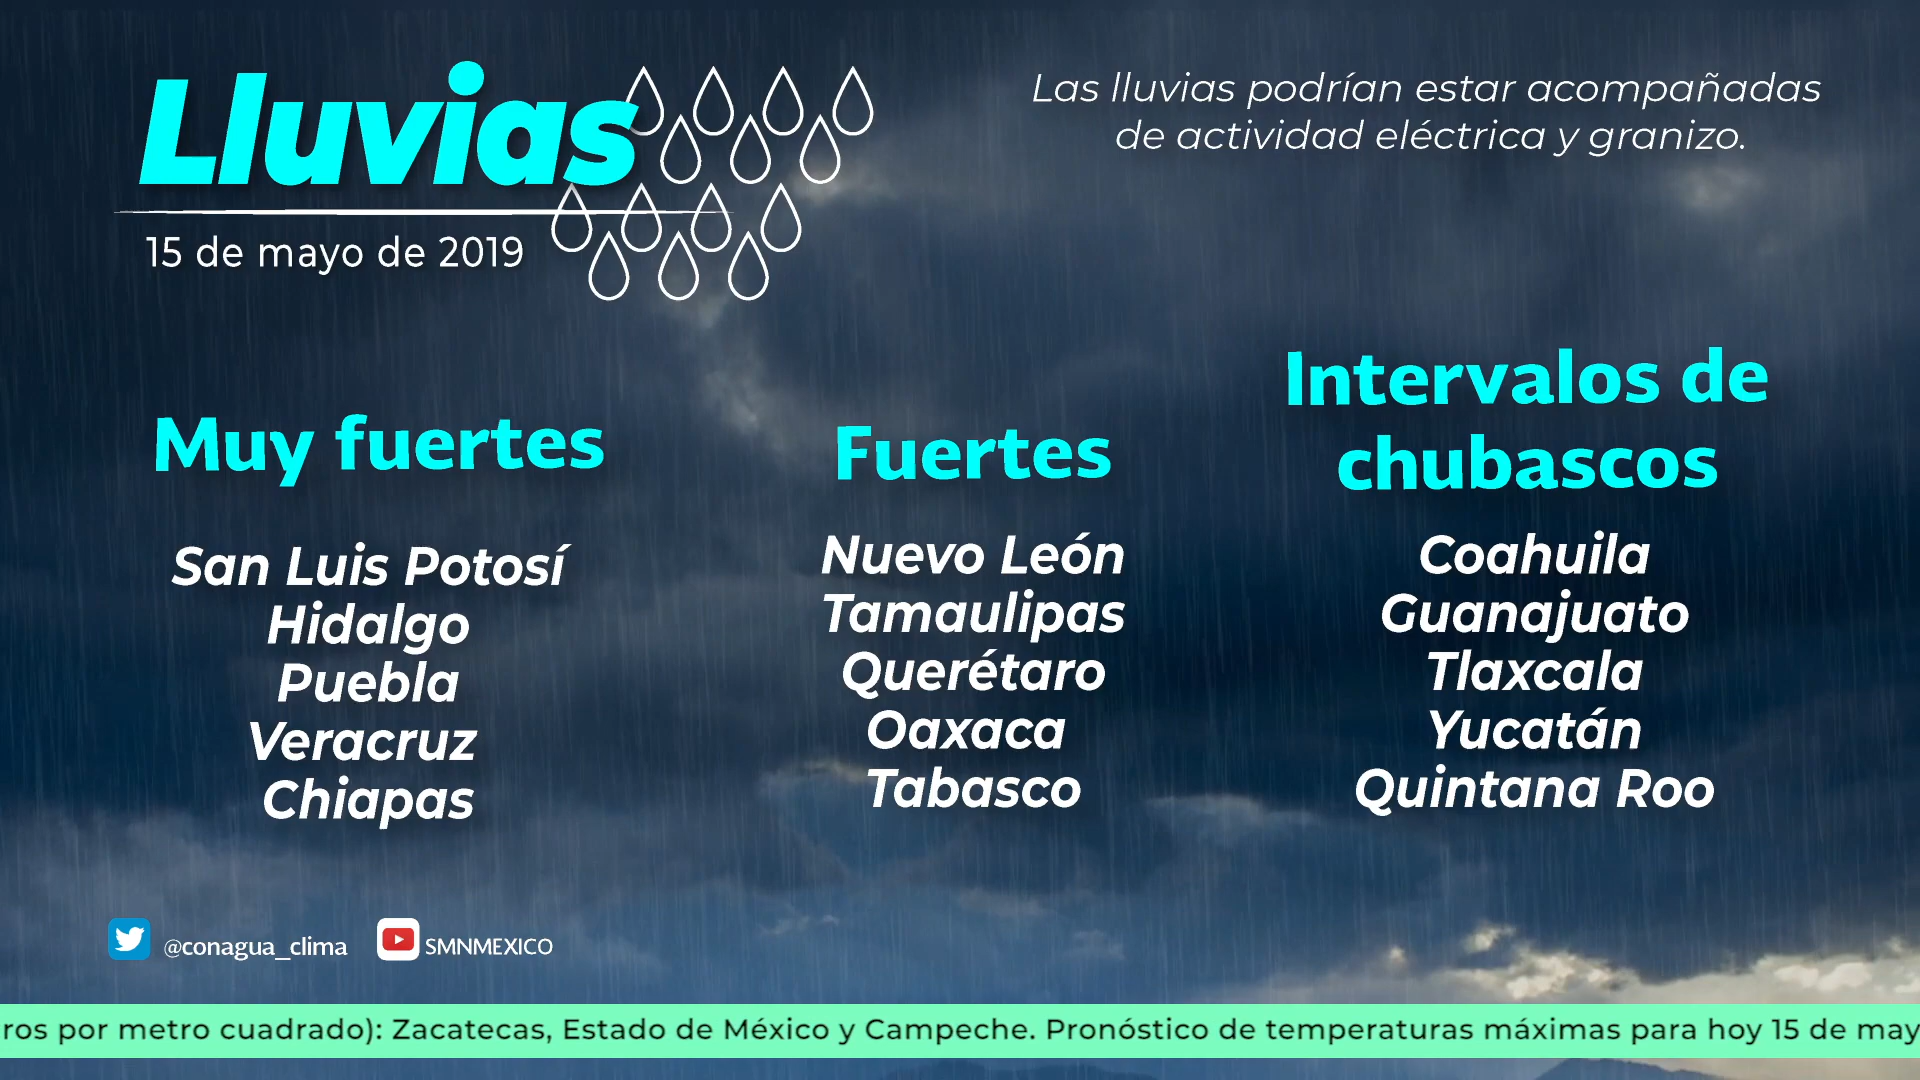 Lluvias
15 de mayo de 2019
Las lluvias podrían estar acompañadas
de actividad eléctrica y granizo.
Muy fuertes
San Luis Potosí
Hidalgo
Puebla
Veracruz
Chiapas
Fuertes
Nuevo León
Tamaulipas
Querétaro
Oaxaca
Tabasco
Intervalos de
chubascos
Coahuila
Guanajuato
Tlaxcala
Yucatán
Quintana Roo
@conagua_clima
SMNMEXICO
ros por metro cuadrado): Zacatecas, Estado de México y Campeche. Pronóstico de temperaturas máximas para hoy 15 de may